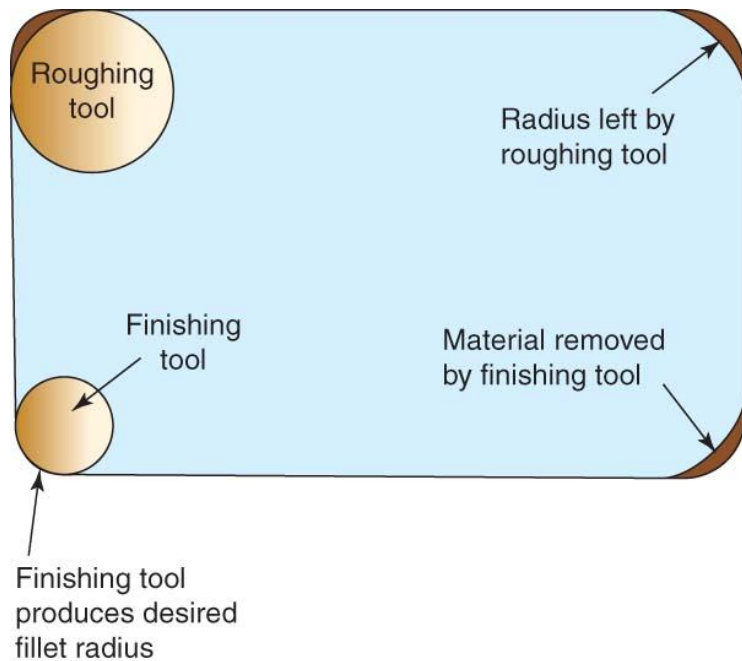 Roughing
tool
Radius left by
roughing tool
Finishing
tool
Material removed
by finishing tool
Finishing tool
produces desired
fillet radius